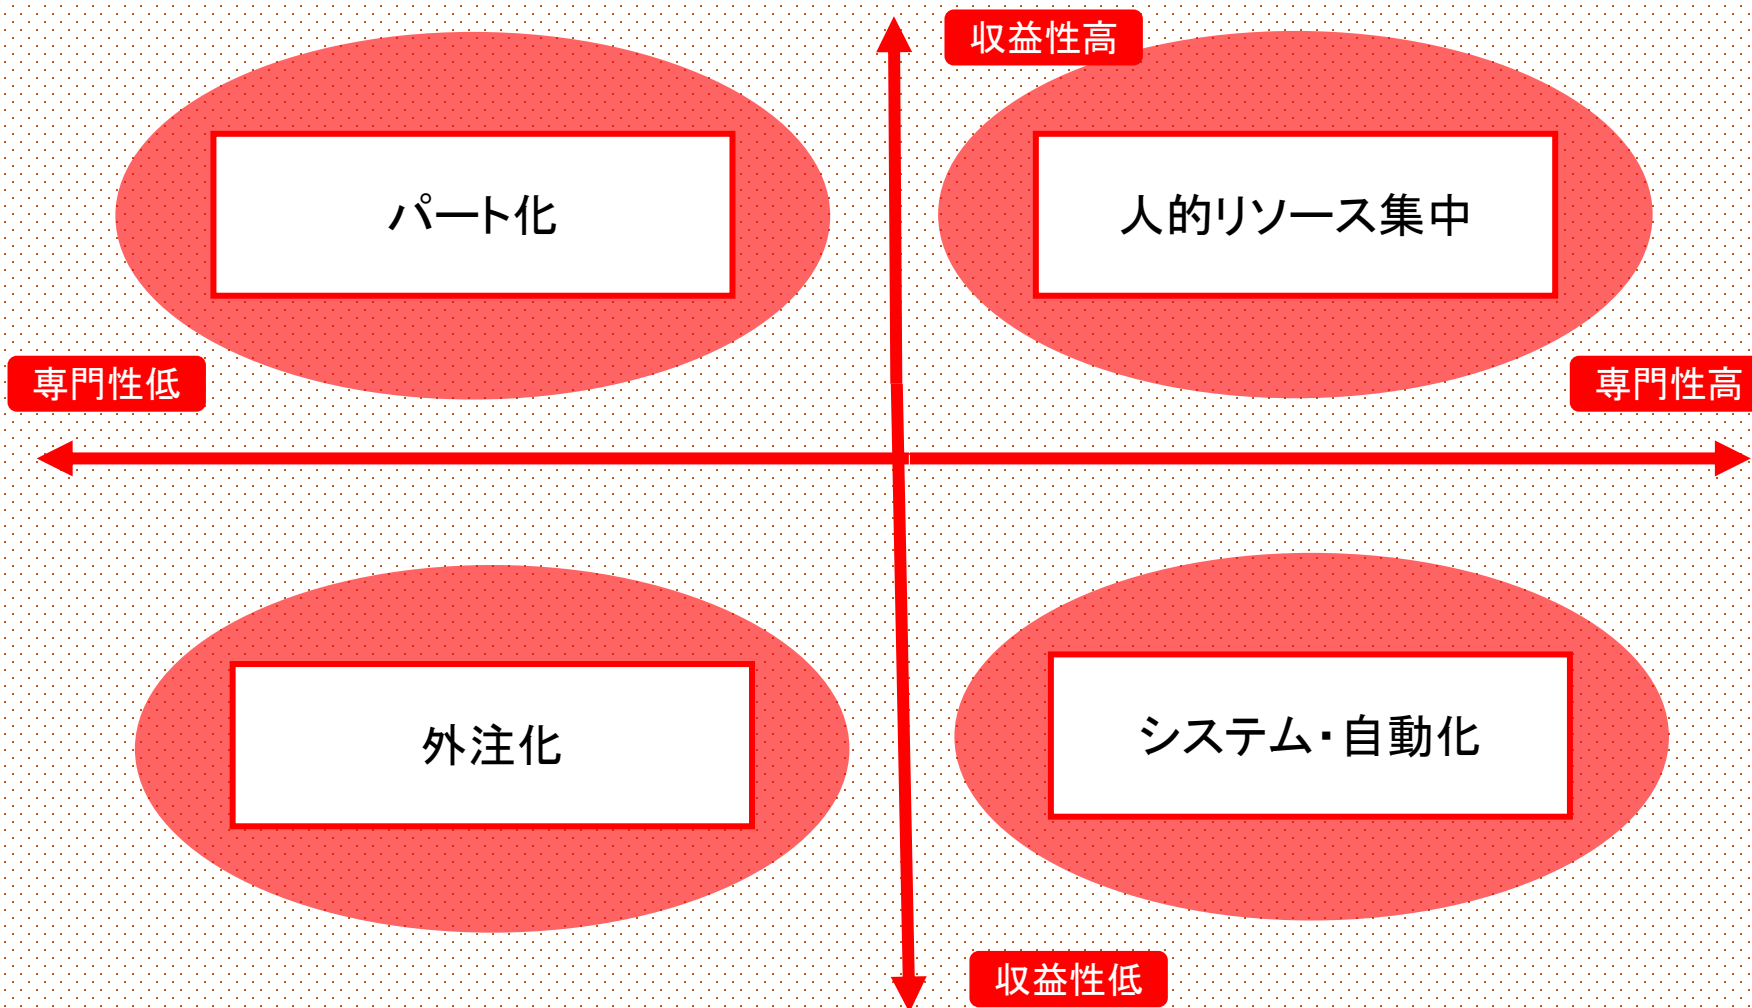 収益性高
パート化
人的リソース集中
専門性低
専門性高
外注化
システム・自動化
収益性低